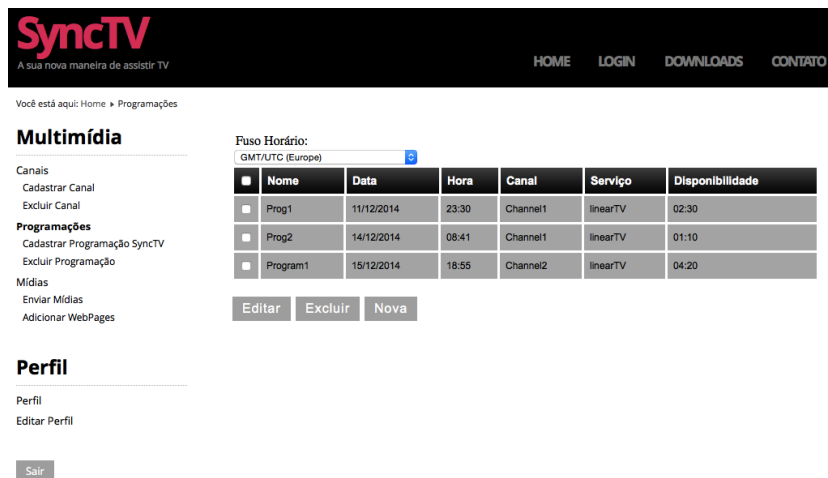 SyncTV
A sua nova maneira de assistir TV
HOME LOGIN DOWNLOADS CONTATO
Você está aqui: Home ▸ Programações
Multimídia
Canais
Cadastrar Canal
Excluir Canal
Programações
Cadastrar Programação SyncTV
Excluir Programação
Mídias
Enviar Mídias
Adicionar WebPages
Perfil
Perfil
Editar Perfil
Sair
Fuso Horário:
GMT/UTC (Europe)
Nome Data Hora Canal Serviço Disponibilidade
Prog1 11/12/2014 23:30 Channel1 linearTV 02:30
Prog2 14/12/2014 08:41 Channel1 linearTV 01:10
Program1 15/12/2014 18:55 Channel2 linearTV 04:20
Editar Excluir Nova